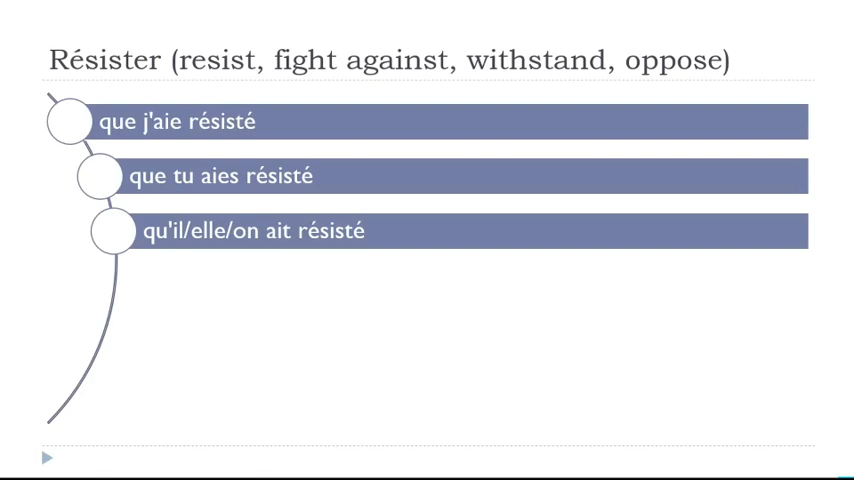 Résister (resist, fight against, withstand, oppose)
que j'aie résisté
que tu aies résisté
qu'il/elle/on ait résisté